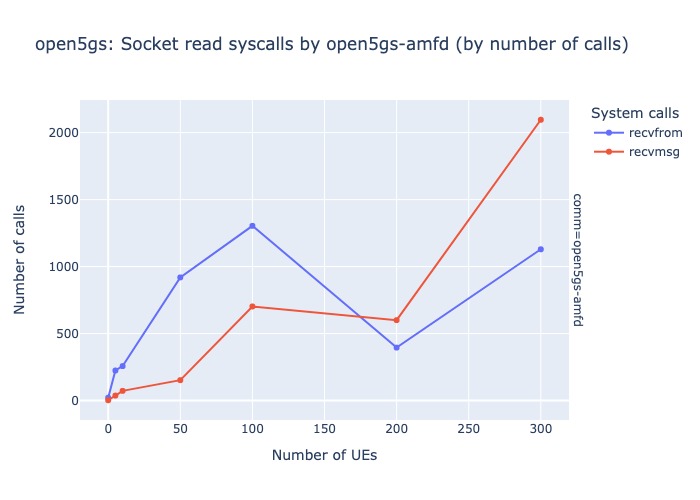 open5gs: Socket read syscalls by open5gs-amfd (by number of calls)
System calls
recvfrom
recvmsg
comm=open5gs-amfd
Number of calls
2000
1500
1000
500
0
0 50 100 150 200 250 300
Number of UEs